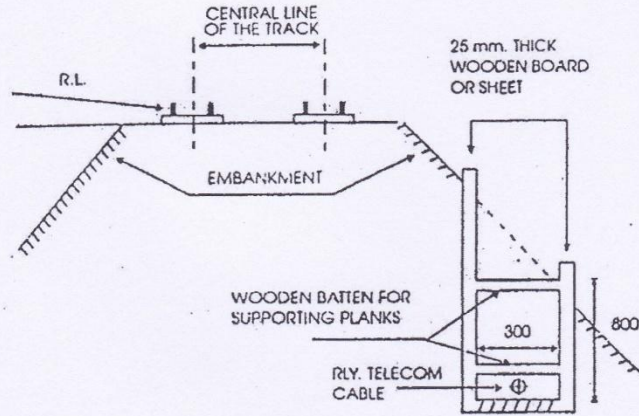 CENTRAL LINE
OF THE TRACK
25 mm. THICK
WOODEN BOARD
OR SHEET
R.L.
EMBANKMENT
WOODEN BATTEN FOR
SUPPORTING PLANKS
300
800
RLY. TELECOM
CABLE